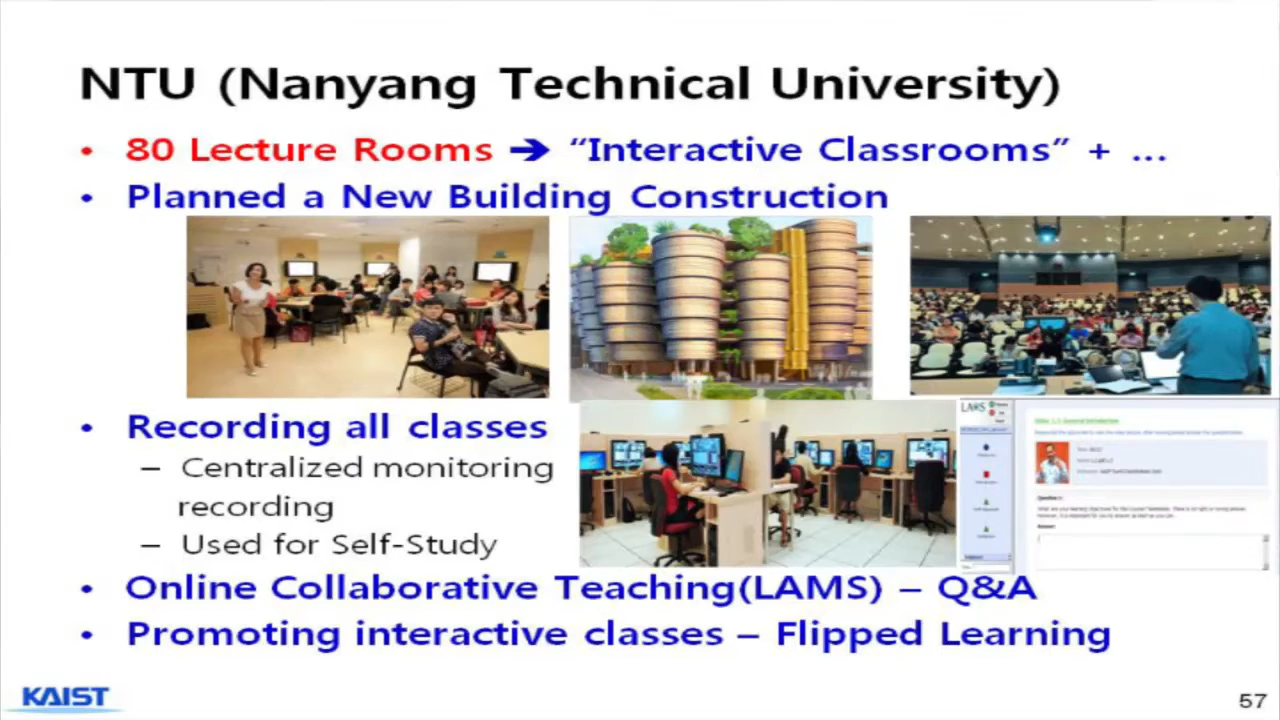 NTU (Nanyang Technical University)
• 80 Lecture Rooms ➔ “Interactive Classrooms” + ...
• Planned a New Building Construction
• Recording all classes
– Centralized monitoring
recording
– Used for Self-Study
LAMS
• Online Collaborative Teaching(LAMS) – Q&A
• Promoting interactive classes – Flipped Learning
KAIST
57